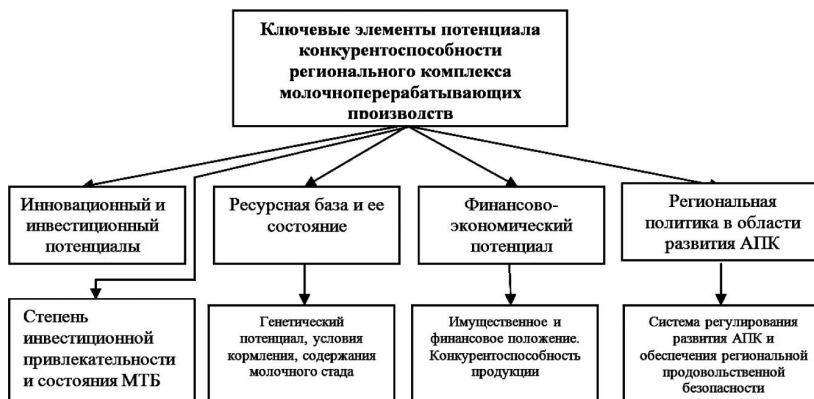 Ключевые элементы потенциала
конкурентоспособности
регионального комплекса
молочноперерабатывающих
производств
Инновационный и
инвестиционный
потенциалы
Ресурсная база и ее
состояние
Финансово-
экономический
потенциал
Региональная
политика в области
развития АПК
Степень
инвестиционной
привлекательности
и состояния МТБ
Генетический
потенциал, условия
кормления, содержания
молочного стада
Имущественное и
финансовое положение.
Конкурентоспособность
продукции
Система регулирования
развития АПК и
обеспечения региональной
продовольственной
безопасности